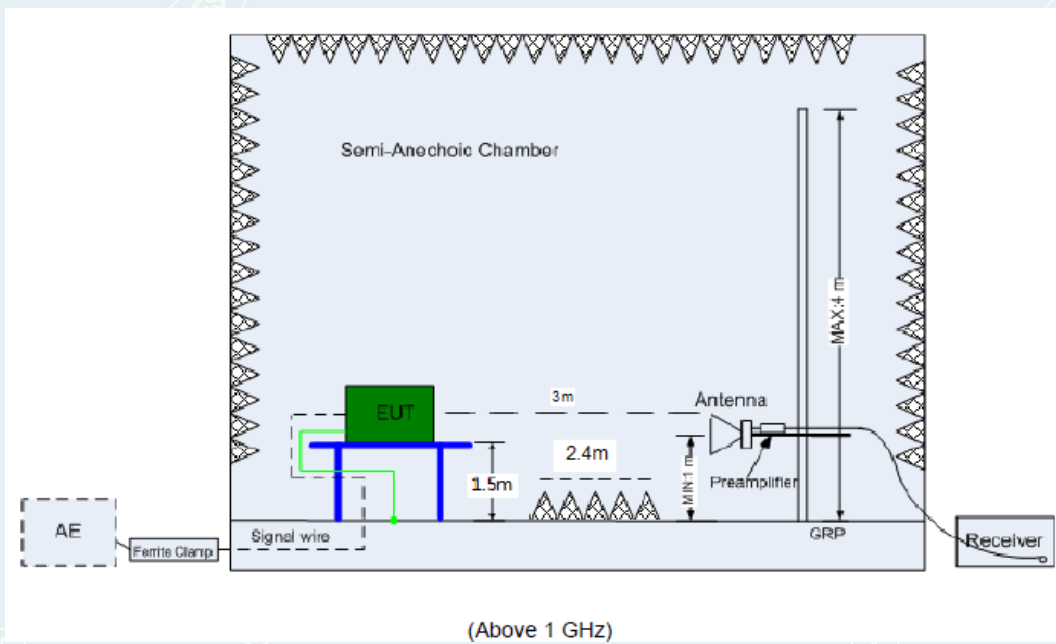 Semi-Anechoic Chamber
MAX:4 m
3m
EUT
Antenna
2.4m
1.5m
MIN:1 m
Preamplifier
AE
Ferrite Clamp
Signal wire
GRP
Receiver
(Above 1 GHz)